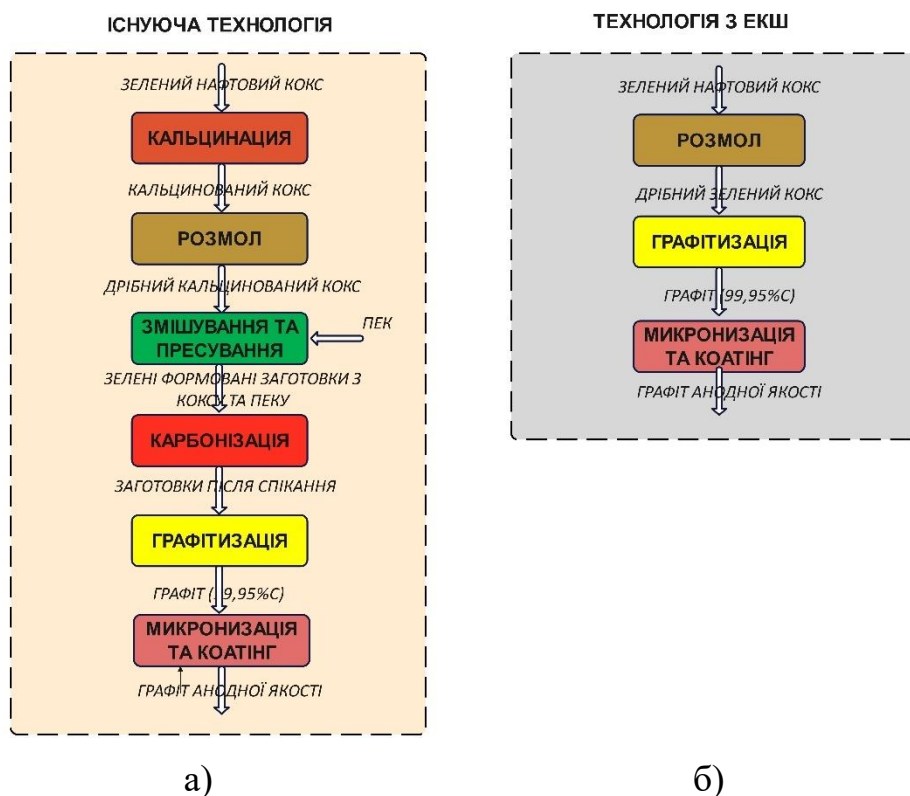 ІСНУЮЧА ТЕХНОЛОГІЯ
ЗЕЛЕНИЙ НАФТОВИЙ КОКС
КАЛЬЦИНАЦИЯ
КАЛЬЦИНОВАНИЙ КОКС
РОЗМОЛ
ДРІБНИЙ КАЛЬЦИНОВАНИЙ КОКС
ЗМІШУВАННЯ ТА
ПРЕСУВАННЯ
ПЕК
ЗЕЛЕНІ ФОРМОВАНІ ЗАГОТОВКИ З
КОКСУ ТА ПЕКУ
КАРБОНІЗАЦІЯ
ЗАГОТОВКИ ПІСЛЯ СПІКАННЯ
ГРАФІТИЗАЦІЯ
ГРАФІТ (99,95%С)
МИКРОНИЗАЦІЯ
ТА КОАТІНГ
ГРАФІТ АНОДНОЇ ЯКОСТІ
а)
ТЕХНОЛОГІЯ З ЕКШ
ЗЕЛЕНИЙ НАФТОВИЙ КОКС
РОЗМОЛ
ДРІБНИЙ ЗЕЛЕНИЙ КОКС
ГРАФІТИЗАЦІЯ
ГРАФІТ (99,95%С)
МИКРОНИЗАЦІЯ
ТА КОАТІНГ
ГРАФІТ АНОДНОЇ ЯКОСТІ
б)